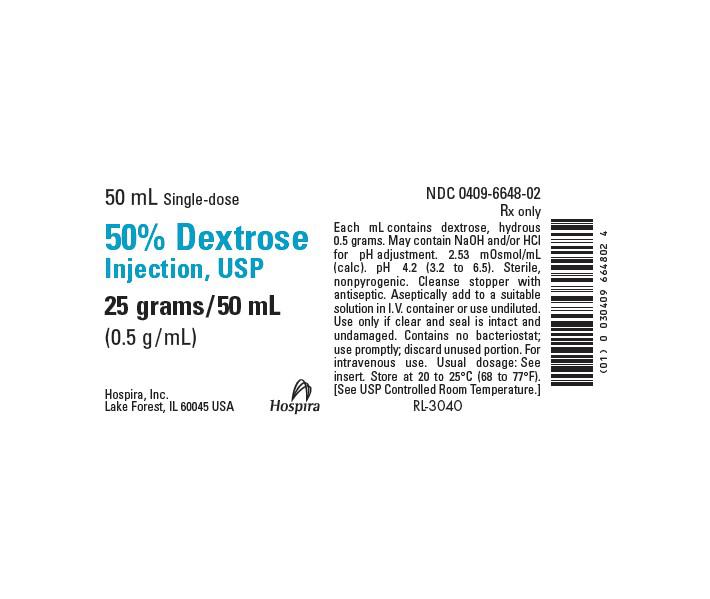 50 mL Single-dose
50% Dextrose
Injection, USP
25 grams/50 mL
(0.5 g/mL)
Hospira, Inc.
Lake Forest, IL 60045 USA
Hospira
NDC 0409-6648-02
Rx only
Each mL contains dextrose, hydrous
0.5 grams. May contain NaOH and/or HCl
for pH adjustment. 2.53 mOsmol/mL
(calc). pH 4.2 (3.2 to 6.5). Sterile,
nonpyrogenic. Cleanse stopper with
antiseptic. Aseptically add to a suitable
solution in I.V. container or use undiluted.
Use only if clear and seal is intact and
undamaged. Contains no bacteriostat;
use promptly; discard unused portion. For
intravenous use. Usual dosage: See
insert. Store at 20 to 25°C (68 to 77°F).
[See USP Controlled Room Temperature.]
RL-3040
(01) 0 030409 664802 4